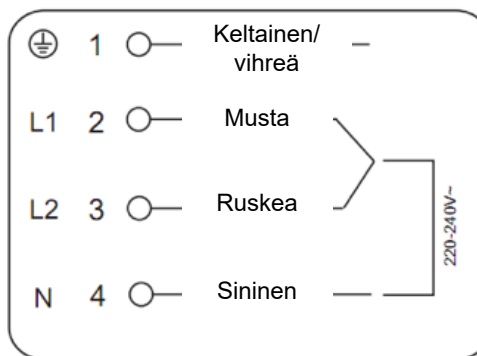 1 Keltainen/
vihreä
L1 2 Musta
L2 3 Ruskea
N 4 Sininen
220-240V~